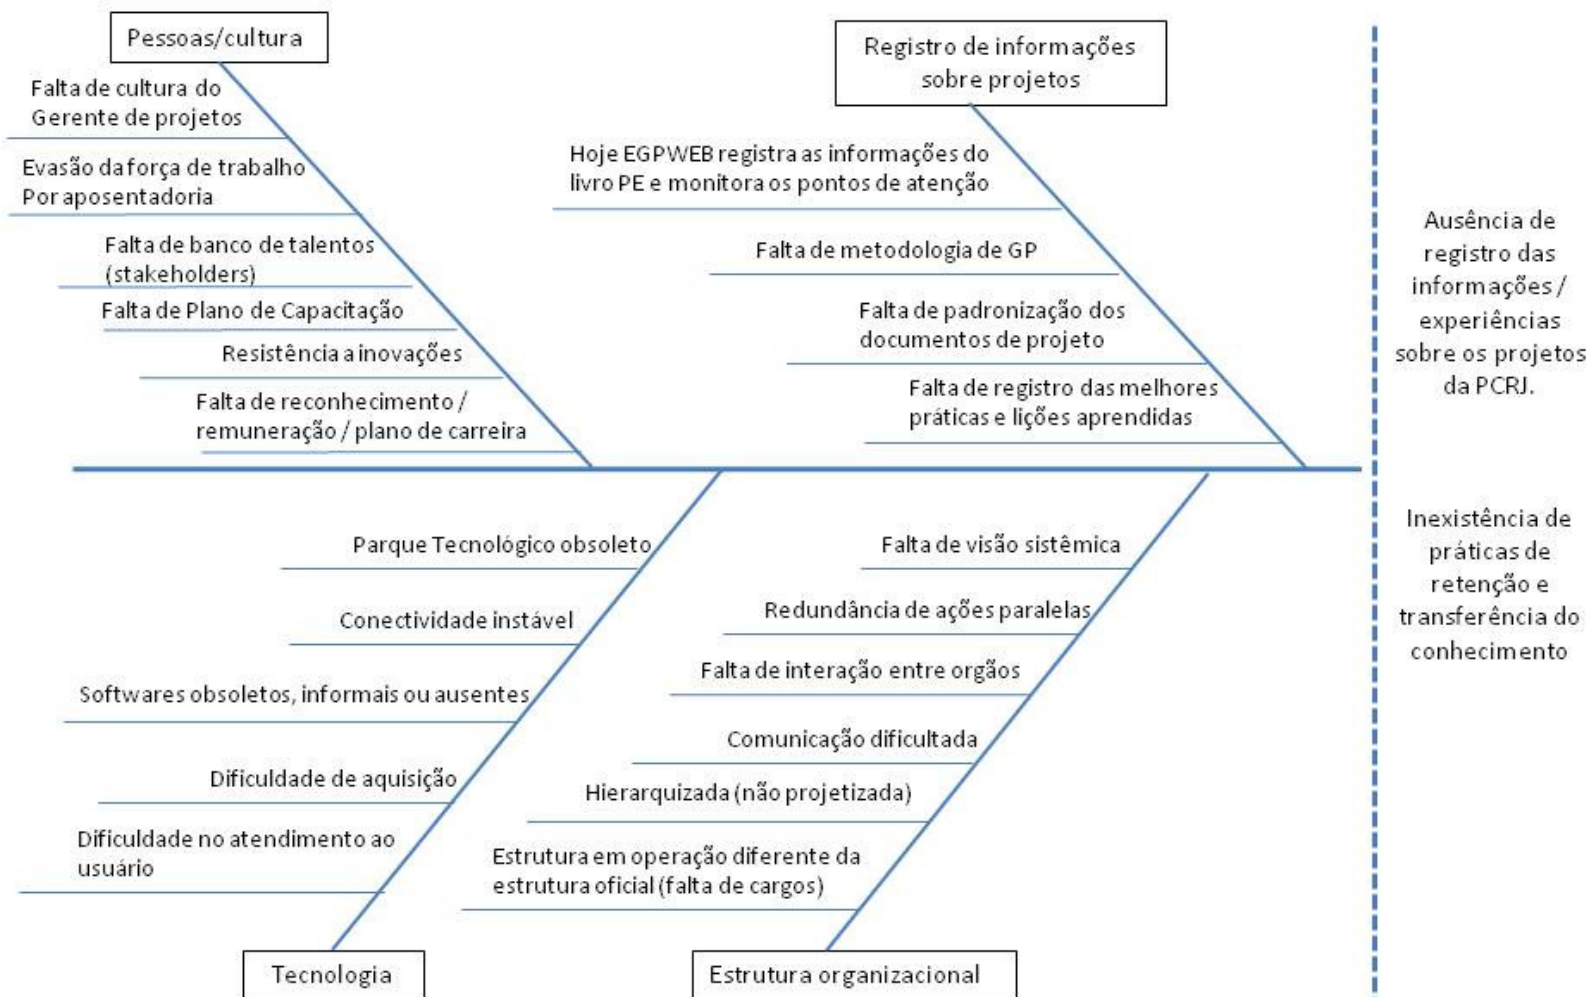 Pessoas/cultura
Falta de cultura do
Gerente de projetos
Evasão da força de trabalho
Por aposentadoria
Falta de banco de talentos
(stakeholders)
Falta de Plano de Capacitação
Resistência a inovações
Falta de reconhecimento /
remuneração / plano de carreira
Registro de informações
sobre projetos
Hoje EGPWEB registra as informações do
livro PE e monitora os pontos de atenção
Falta de metodologia de GP
Falta de padronização dos
documentos de projeto
Falta de registro das melhores
práticas e lições aprendidas
Ausência de
registro das
informações /
experiências
sobre os projetos
da PCRJ.
Parque Tecnológico obsoleto
Conectividade instável
Softwares obsoletos, informais ou ausentes
Dificuldade de aquisição
Dificuldade no atendimento ao
usuário
Tecnologia
Falta de visão sistêmica
Redundância de ações paralelas
Falta de interação entre orgãos
Comunicação dificultada
Hierarquizada (não projetizada)
Estrutura em operação diferente da
estrutura oficial (falta de cargos)
Estrutura organizacional
Inexistência de
práticas de
retenção e
transferência do
conhecimento